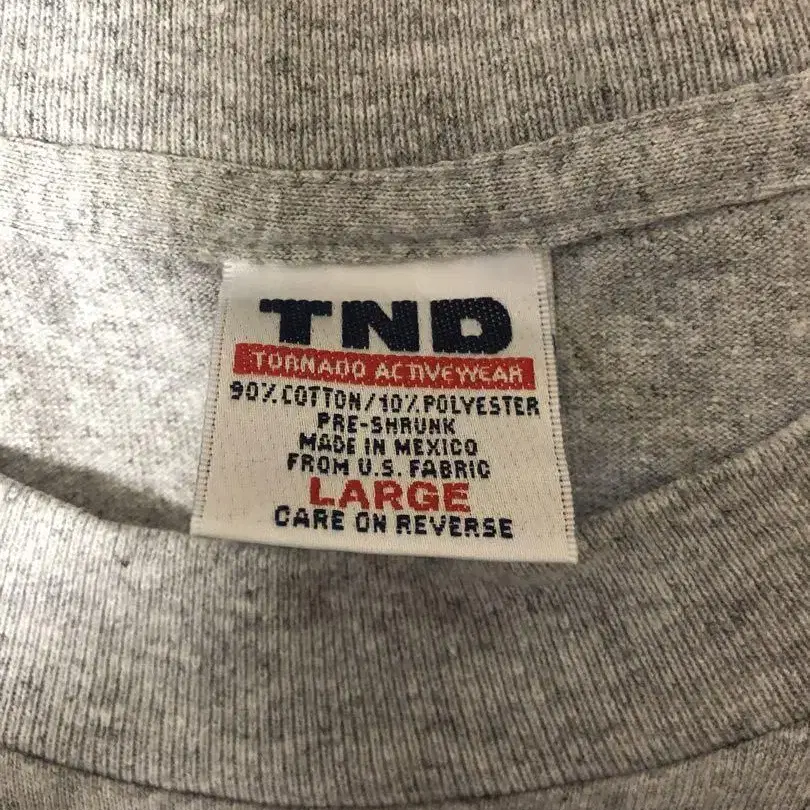 TND
TORNADO ACTIVEWEAR
90% COTTON/10% POLYESTER
PRE-SHRUNK
MADE IN MEXICO
FROM U.S. FABRIC
LARGE
CARE ON REVERSE